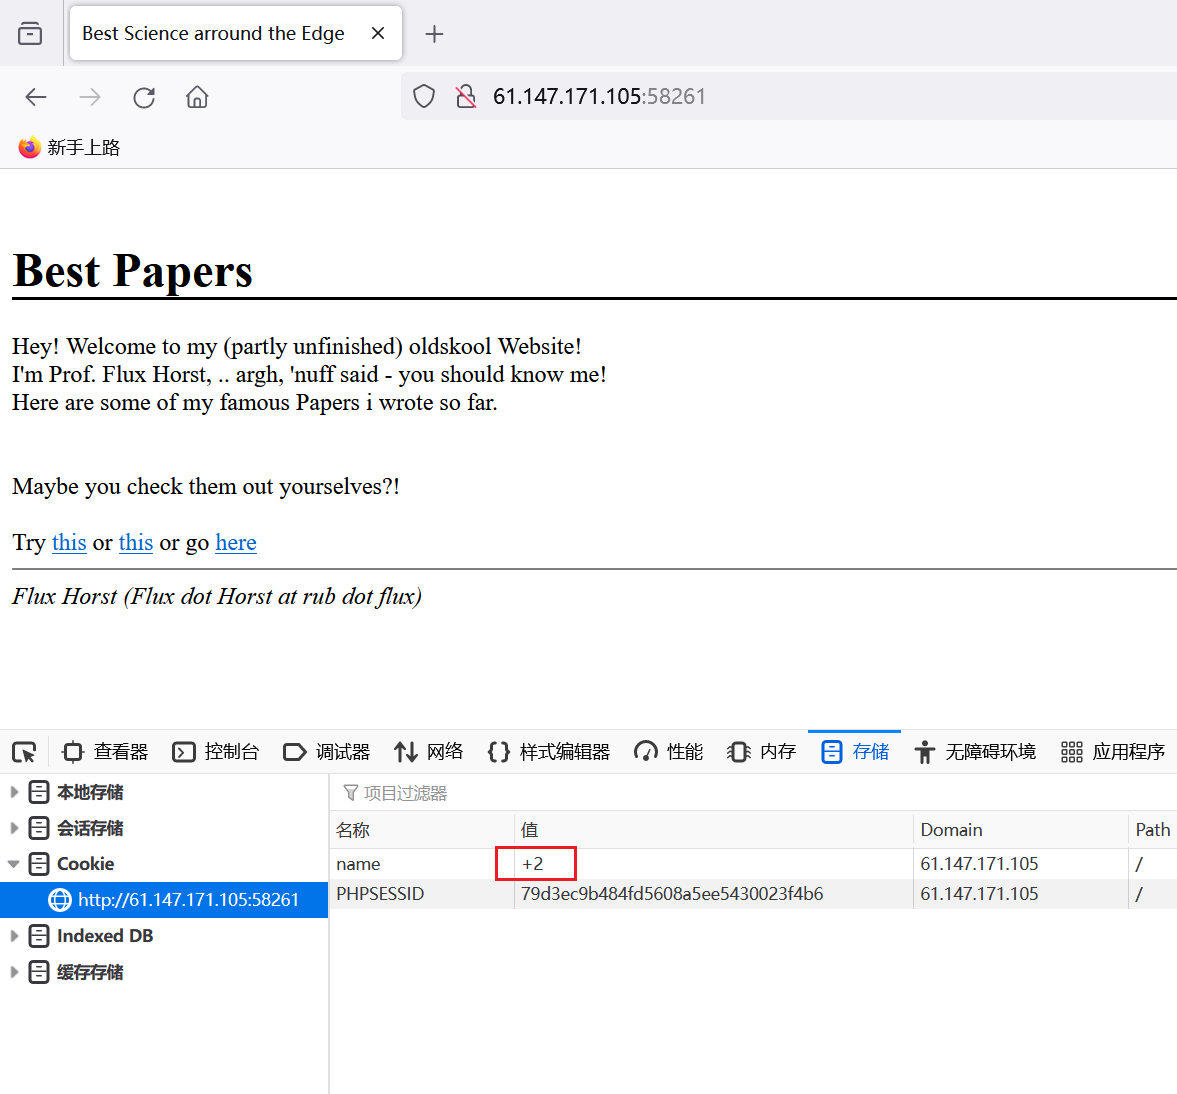 Best Science arround the Edge
61.147.171.105:58261
新手上路
Best Papers
Hey! Welcome to my (partly unfinished) oldskool Website!
I'm Prof. Flux Horst, .. argh, 'nuff said - you should know me!
Here are some of my famous Papers i wrote so far.
Maybe you check them out yourselves?!
Try this or this or go here
Flux Horst (Flux dot Horst at rub dot flux)
查看器 控制台 调试器 网络 样式编辑器 性能 内存 存储 无障碍环境 应用程序
本地存储
会话存储
Cookie
http://61.147.171.105:58261
Indexed DB
缓存存储
项目过滤器
名称 值 Domain Path
name +2 61.147.171.105 /
PHPSESSID 79d3ec9b484fd5608a5ee5430023f4b6 61.147.171.105 /